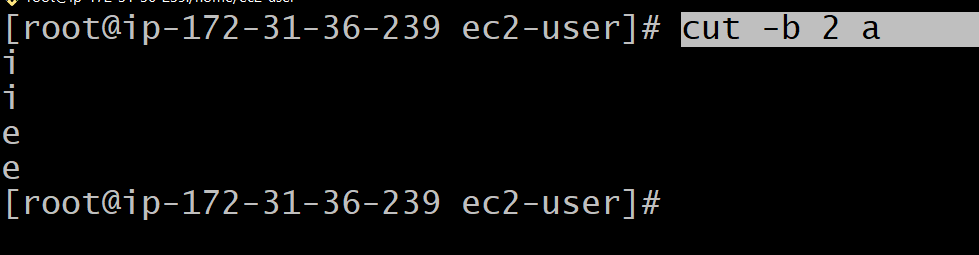 [root@ip-172-31-36-239 ec2-user]# cut -b 2 a
i
i
e
e
[root@ip-172-31-36-239 ec2-user]#